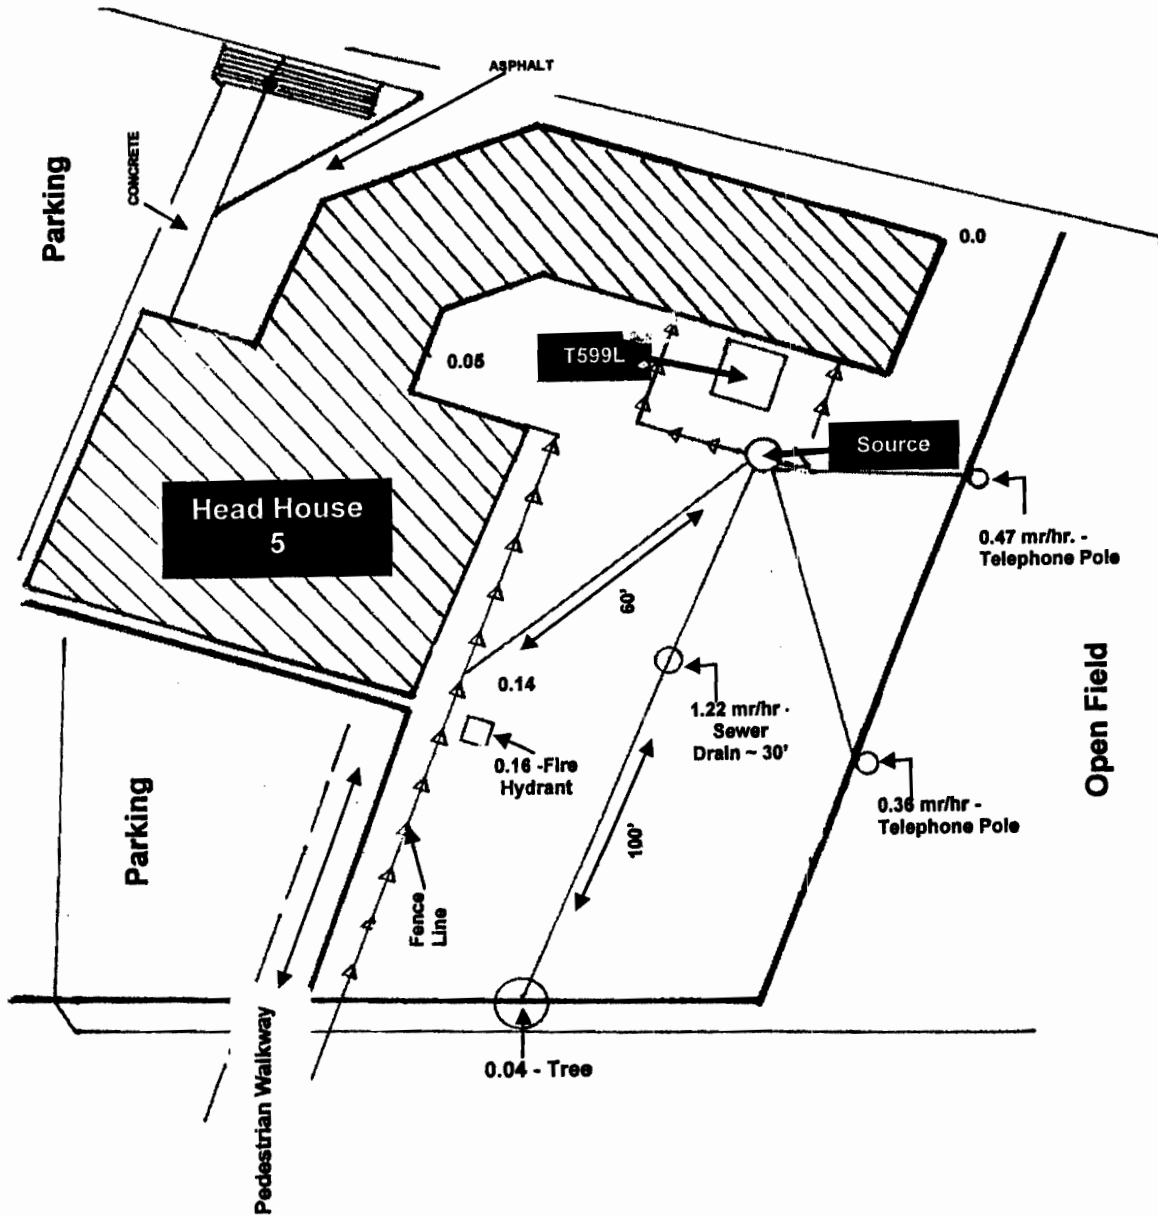 ASPHALT
CONCRETE
Parking
0.0
0.05
T599L
Source
Head House
5
0.47 mr/hr. -
Telephone Pole
60'
0.14
1.22 mr/hr -
Sewer
Drain ~ 30'
0.16 -Fire
Hydrant
Open Field
0.36 mr/hr -
Telephone Pole
Parking
100'
Fence
Line
Pedestrian Walkway
0.04 - Tree